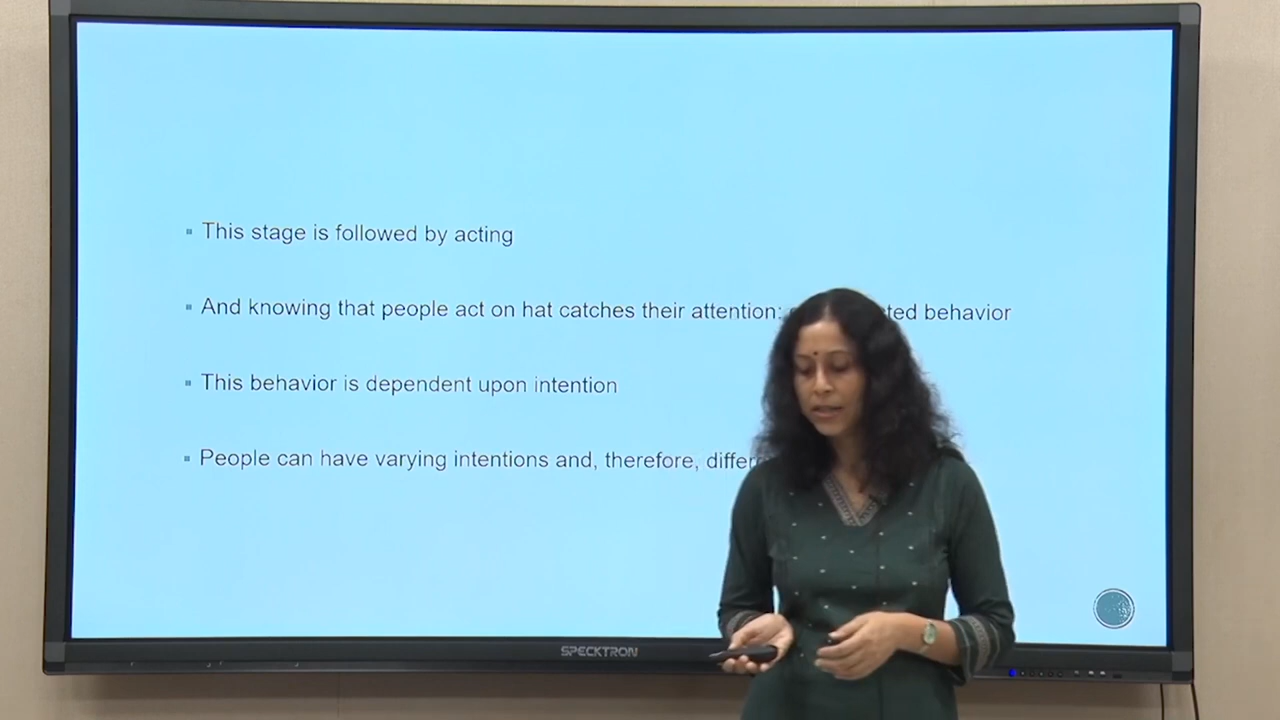 This stage is followed by acting
And knowing that people act on hat catches their attention: behavior
This behavior is dependent upon intention
People can have varying intentions and, therefore,
SPECKTRON